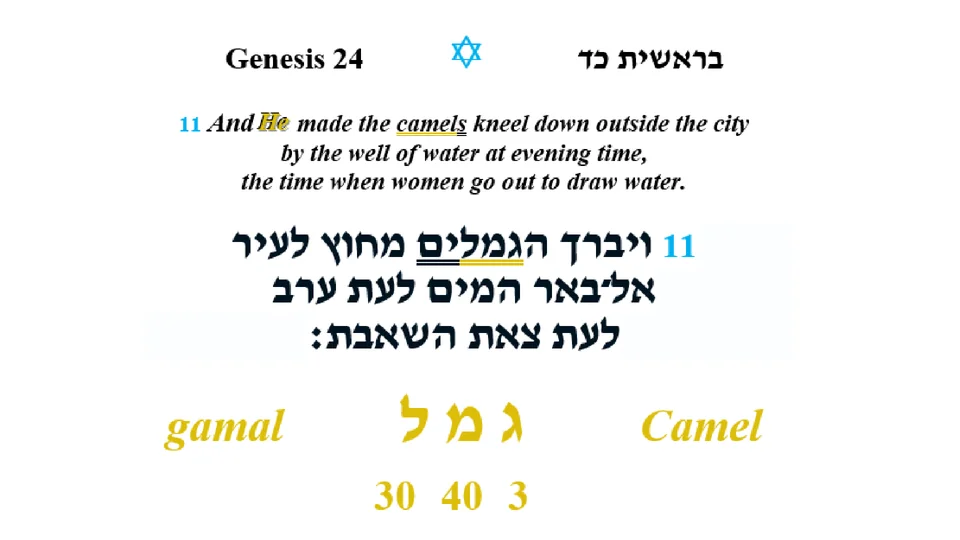 Genesis 24 בראשית כד
11 And He made the camels kneel down outside the city
by the well of water at evening time,
the time when women go out to draw water.
11 ויברך הגמלים מחוץ לעיר
אל־באר המים לעת ערב
לעת צאת השאבת:
gamal ג מ ל Camel
30 40 3